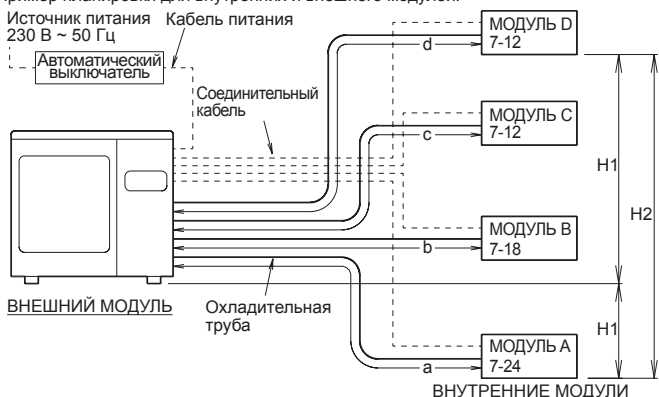 Источник питания
230 В ~ 50 Гц
Кабель питания
Автоматический
выключатель
Соединительный
кабель
МОДУЛЬ D
7-12
d
МОДУЛЬ C
7-12
c
H1
H2
МОДУЛЬ B
7-18
b
ВНЕШНИЙ МОДУЛЬ
Охладительная
труба
H1
МОДУЛЬ A
7-24
a
ВНУТРЕННИЕ МОДУЛИ